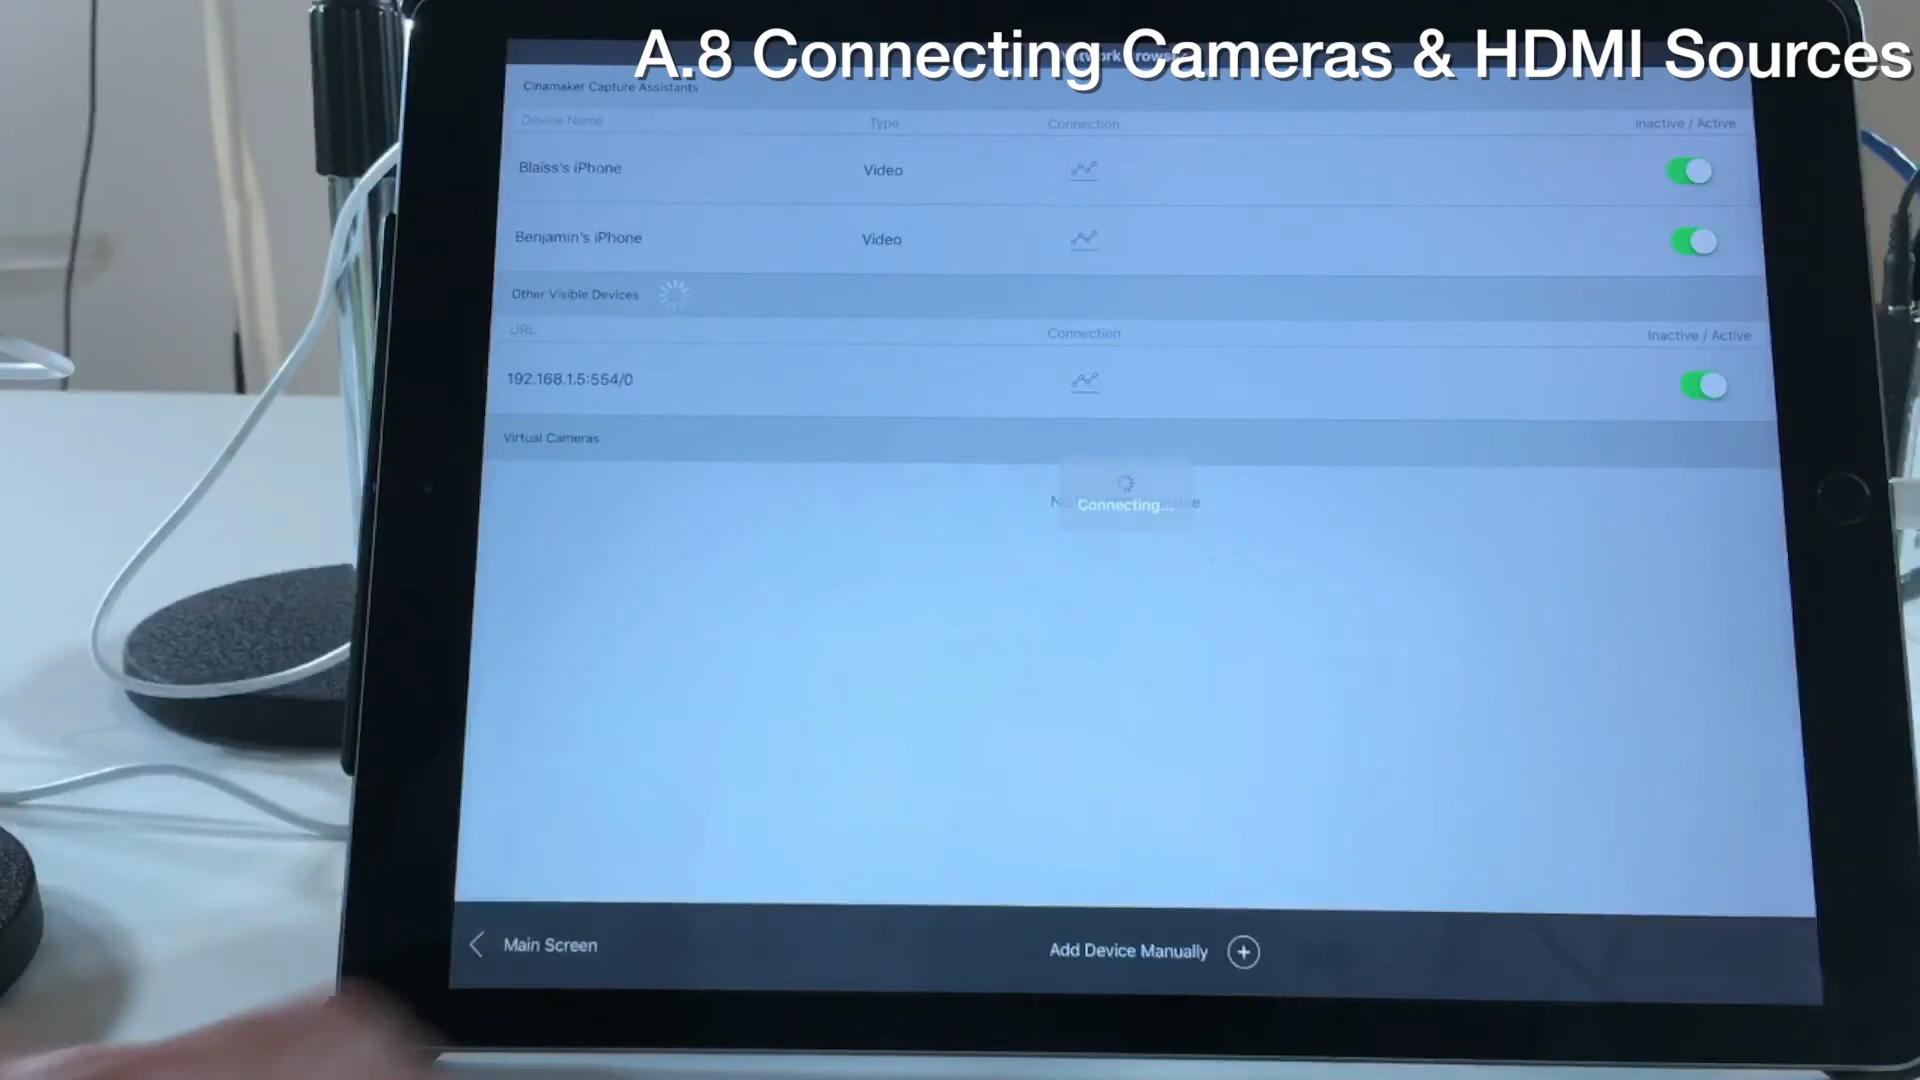 A.8 Connecting Cameras & HDMI Sources
Cinamaker Capture Assistants
Device Name Type Connection Inactive / Active
Blaiss's iPhone Video
Benjamin's iPhone Video
Other Visible Devices
URL Connection Inactive / Active
192.168.1.5:554/0
Virtual Cameras
Connecting...
Main Screen Add Device Manually